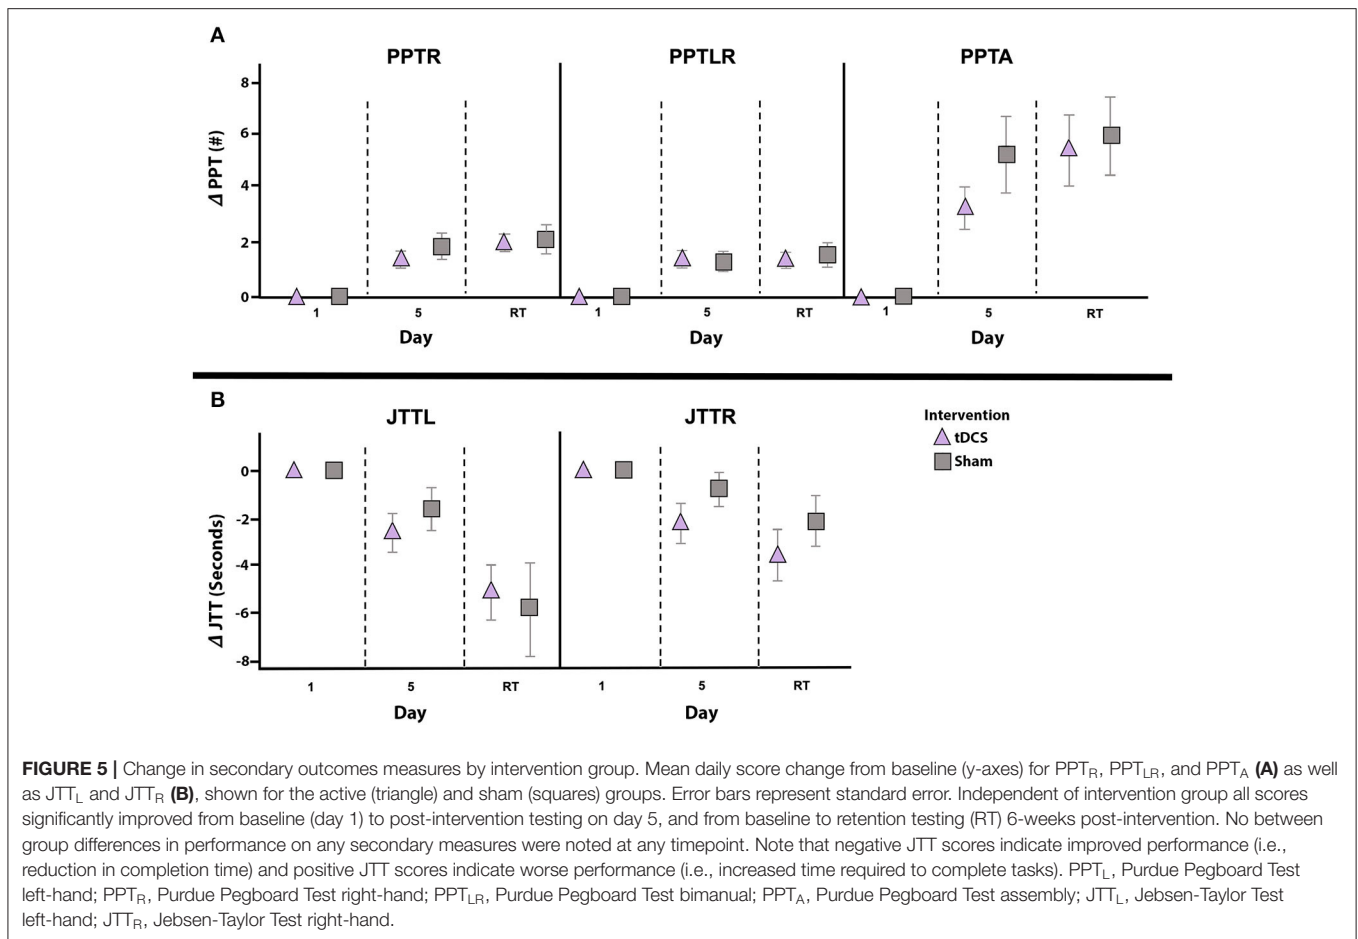 A
PPTR PPTLR PPTA
Δ PPT (#)
8
6
4
2
0
1 5 RT 1 5 RT 1 5 RT
Day Day Day
B
JTTL JTTR
Δ JTT (Seconds)
0
-2
-4
-6
-8
1 5 RT 1 5 RT
Day Day
Intervention
tDCS
Sham
FIGURE 5 | Change in secondary outcomes measures by intervention group. Mean daily score change from baseline (y-axes) for PPTR, PPTLR, and PPTA (A) as well
as JTTL and JTTR (B), shown for the active (triangle) and sham (squares) groups. Error bars represent standard error. Independent of intervention group all scores
significantly improved from baseline (day 1) to post-intervention testing on day 5, and from baseline to retention testing (RT) 6-weeks post-intervention. No between
group differences in performance on any secondary measures were noted at any timepoint. Note that negative JTT scores indicate improved performance (i.e.,
reduction in completion time) and positive JTT scores indicate worse performance (i.e., increased time required to complete tasks). PPTL, Purdue Pegboard Test
left-hand; PPTR, Purdue Pegboard Test right-hand; PPTLR, Purdue Pegboard Test bimanual; PPTA, Purdue Pegboard Test assembly; JTTL, Jebsen-Taylor Test
left-hand; JTTR, Jebsen-Taylor Test right-hand.